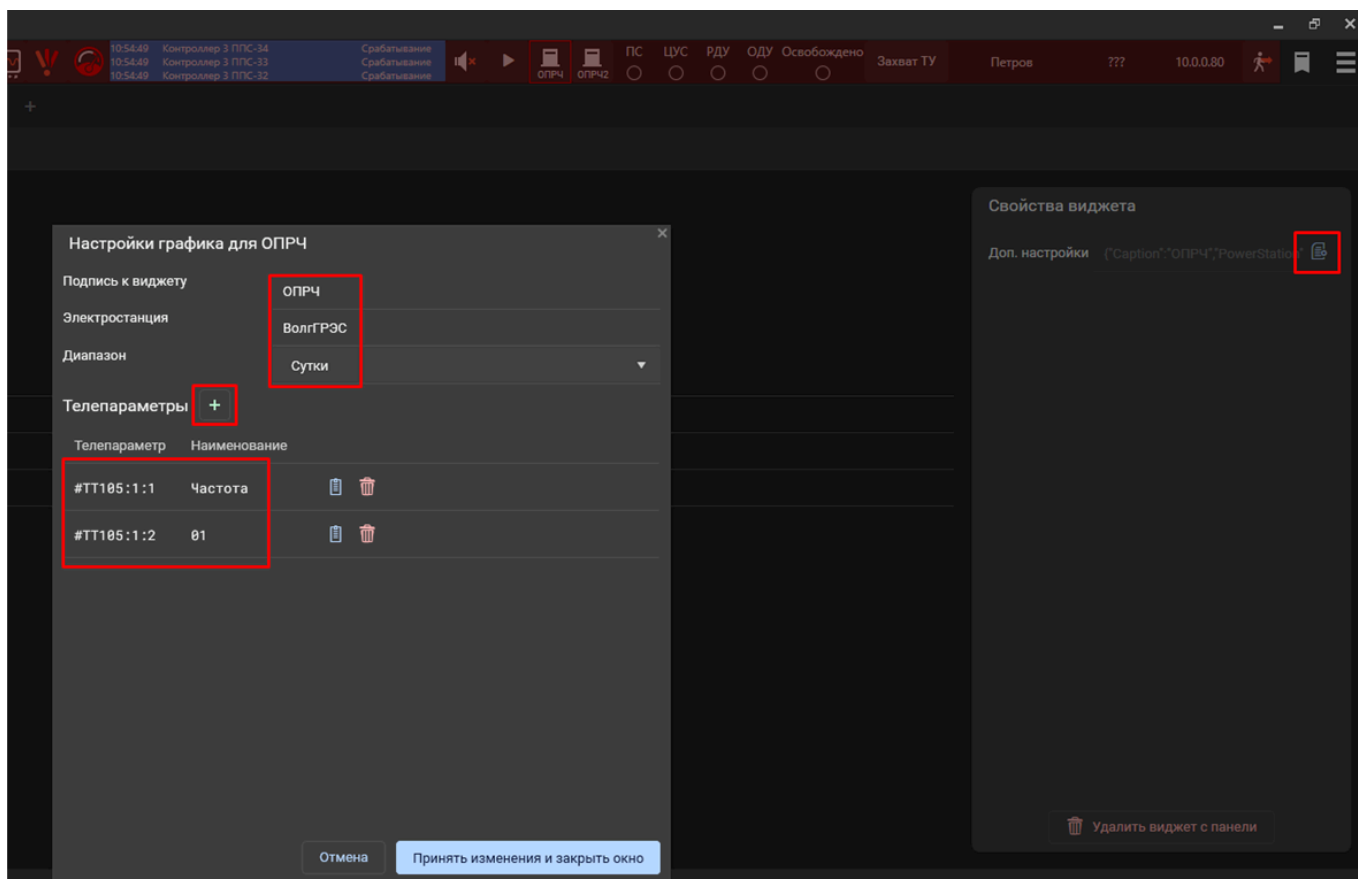 10:54:49 Контроллер 3 ППС-34 Срабатывание
10:54:49 Контроллер 3 ППС-33 Срабатывание
10:54:49 Контроллер 3 ППС-32 Срабатывание
ОПРЧ ОПРЧ2 ПС ЦУС РДУ ОДУ Освобождено Захват ТУ Петров ??? 10.0.0.80
+
Свойства виджета
Доп. настройки {"Caption":"ОПРЧ","PowerStation"
Настройки графика для ОПРЧ
Подпись к виджету ОПРЧ
Электростанция ВолгГРЭС
Диапазон Сутки
Телепараметры +
Телепараметр Наименование
#TT105:1:1 Частота
#TT105:1:2 01
Удалить виджет с панели
Отмена Принять изменения и закрыть окно